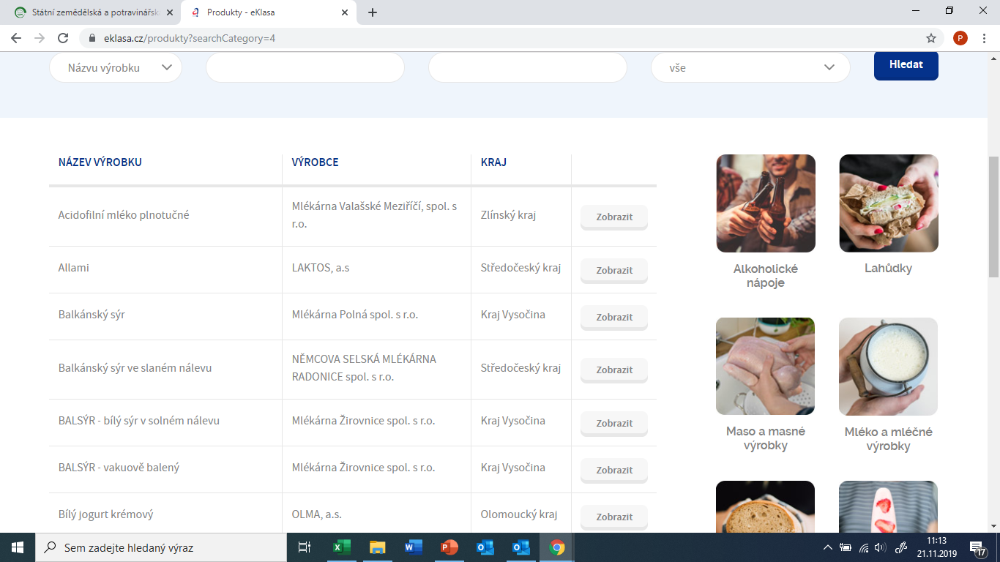 Státní zemědělská a potravinářsk
Produkty - eKlasa
eklasa.cz/produkty?searchCategory=4
P
Názvu výrobku
vše
Hledat
NÁZEV VÝROBKU VÝROBCE KRAJ
Acidofilní mléko plnotučné
Mlékárna Valašské Meziříčí, spol. s
r.o.
Zlínský kraj
Zobrazit
Allami LAKTOS, a.s Středočeský kraj Zobrazit
Balkánský sýr Mlékárna Polná spol. s r.o. Kraj Vysočina Zobrazit
Balkánský sýr ve slaném nálevu
NĚMCOVA SELSKÁ MLÉKÁRNA
RADONICE spol. s r.o.
Středočeský kraj
Zobrazit
BALSÝR - bílý sýr v solném nálevu Mlékárna Žirovnice spol. s r.o. Kraj Vysočina Zobrazit
BALSÝR - vakuově balený Mlékárna Žirovnice spol. s r.o. Kraj Vysočina Zobrazit
Bílý jogurt krémový OLMA, a.s. Olomoucký kraj Zobrazit
Alkoholické
nápoje
Lahůdky
Maso a masné
výrobky
Mléko a mléčné
výrobky
Sem zadejte hledaný výraz
11:13
21.11.2019
17